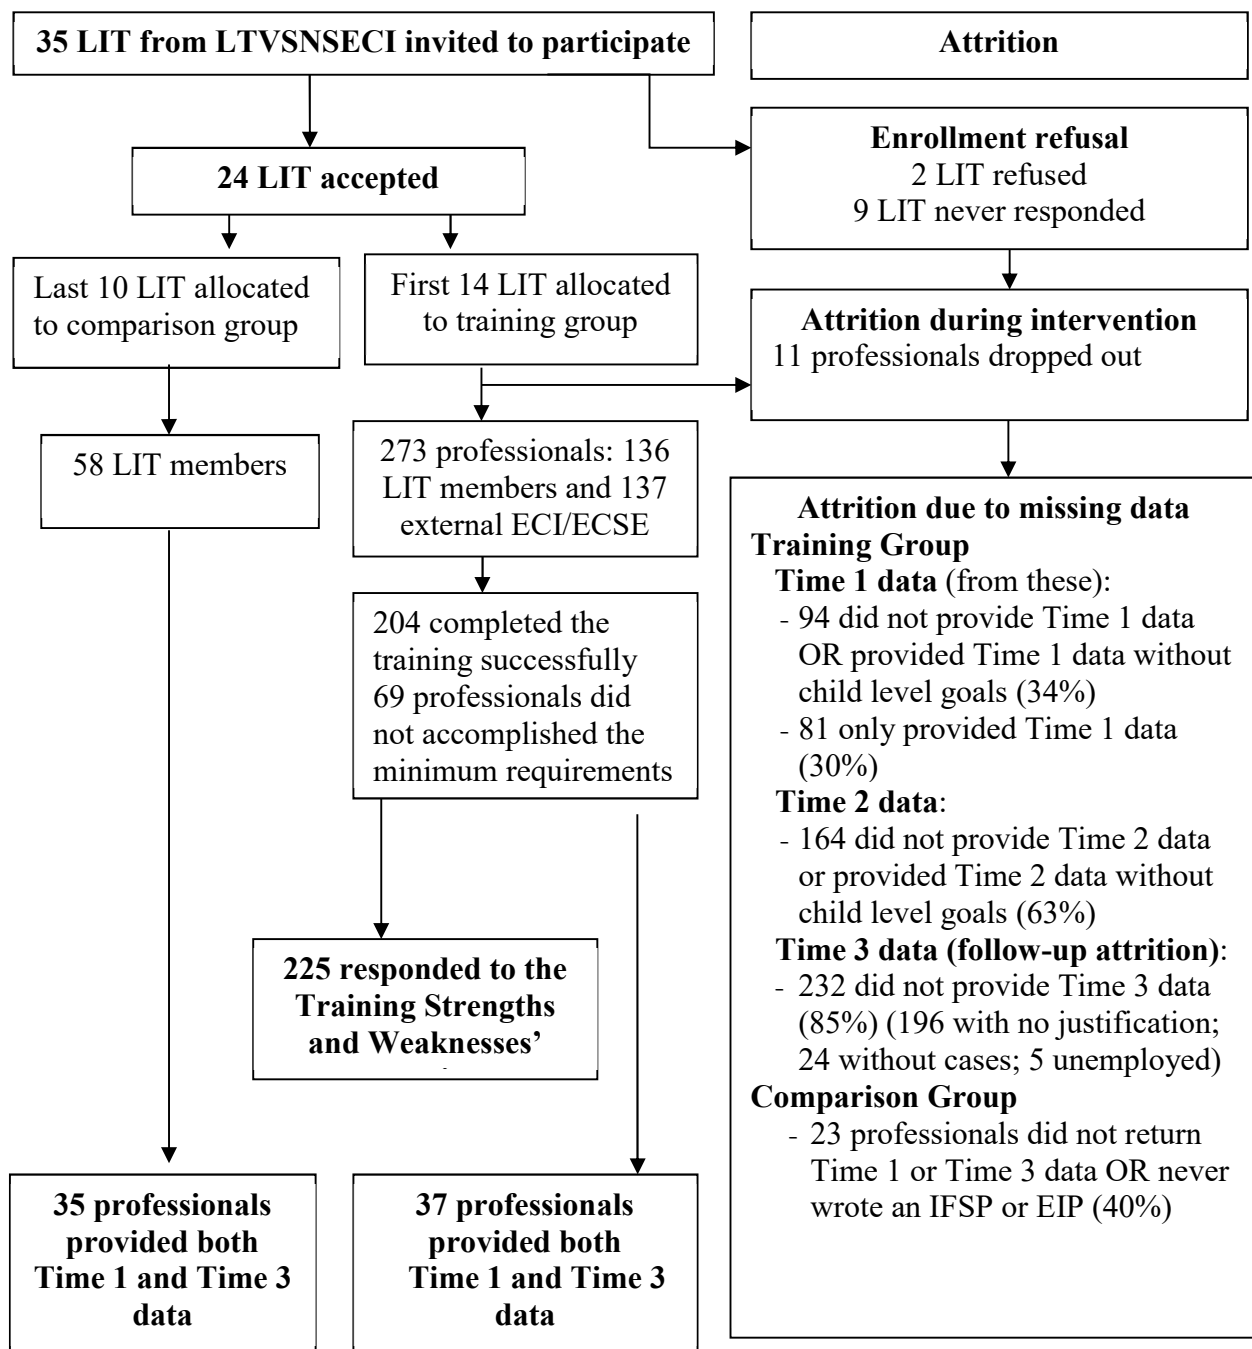 35 LIT from LTVSNSECI invited to participate
Attrition
Enrollment refusal
2 LIT refused
9 LIT never responded
24 LIT accepted
Last 10 LIT allocated
to comparison group
First 14 LIT allocated
to training group
Attrition during intervention
11 professionals dropped out
58 LIT members
273 professionals: 136
LIT members and 137
external ECI/ECSE
204 completed the
training successfully
69 professionals did
not accomplished the
minimum requirements
225 responded to the
Training Strengths
and Weaknesses’
35 professionals
provided both
Time 1 and Time 3
data
37 professionals
provided both
Time 1 and Time 3
data
Attrition due to missing data
Training Group
Time 1 data (from these):
- 94 did not provide Time 1 data
OR provided Time 1 data without
child level goals (34%)
- 81 only provided Time 1 data
(30%)
Time 2 data:
- 164 did not provide Time 2 data
or provided Time 2 data without
child level goals (63%)
Time 3 data (follow-up attrition):
- 232 did not provide Time 3 data
(85%) (196 with no justification;
24 without cases; 5 unemployed)
Comparison Group
- 23 professionals did not return
Time 1 or Time 3 data OR never
wrote an IFSP or EIP (40%)